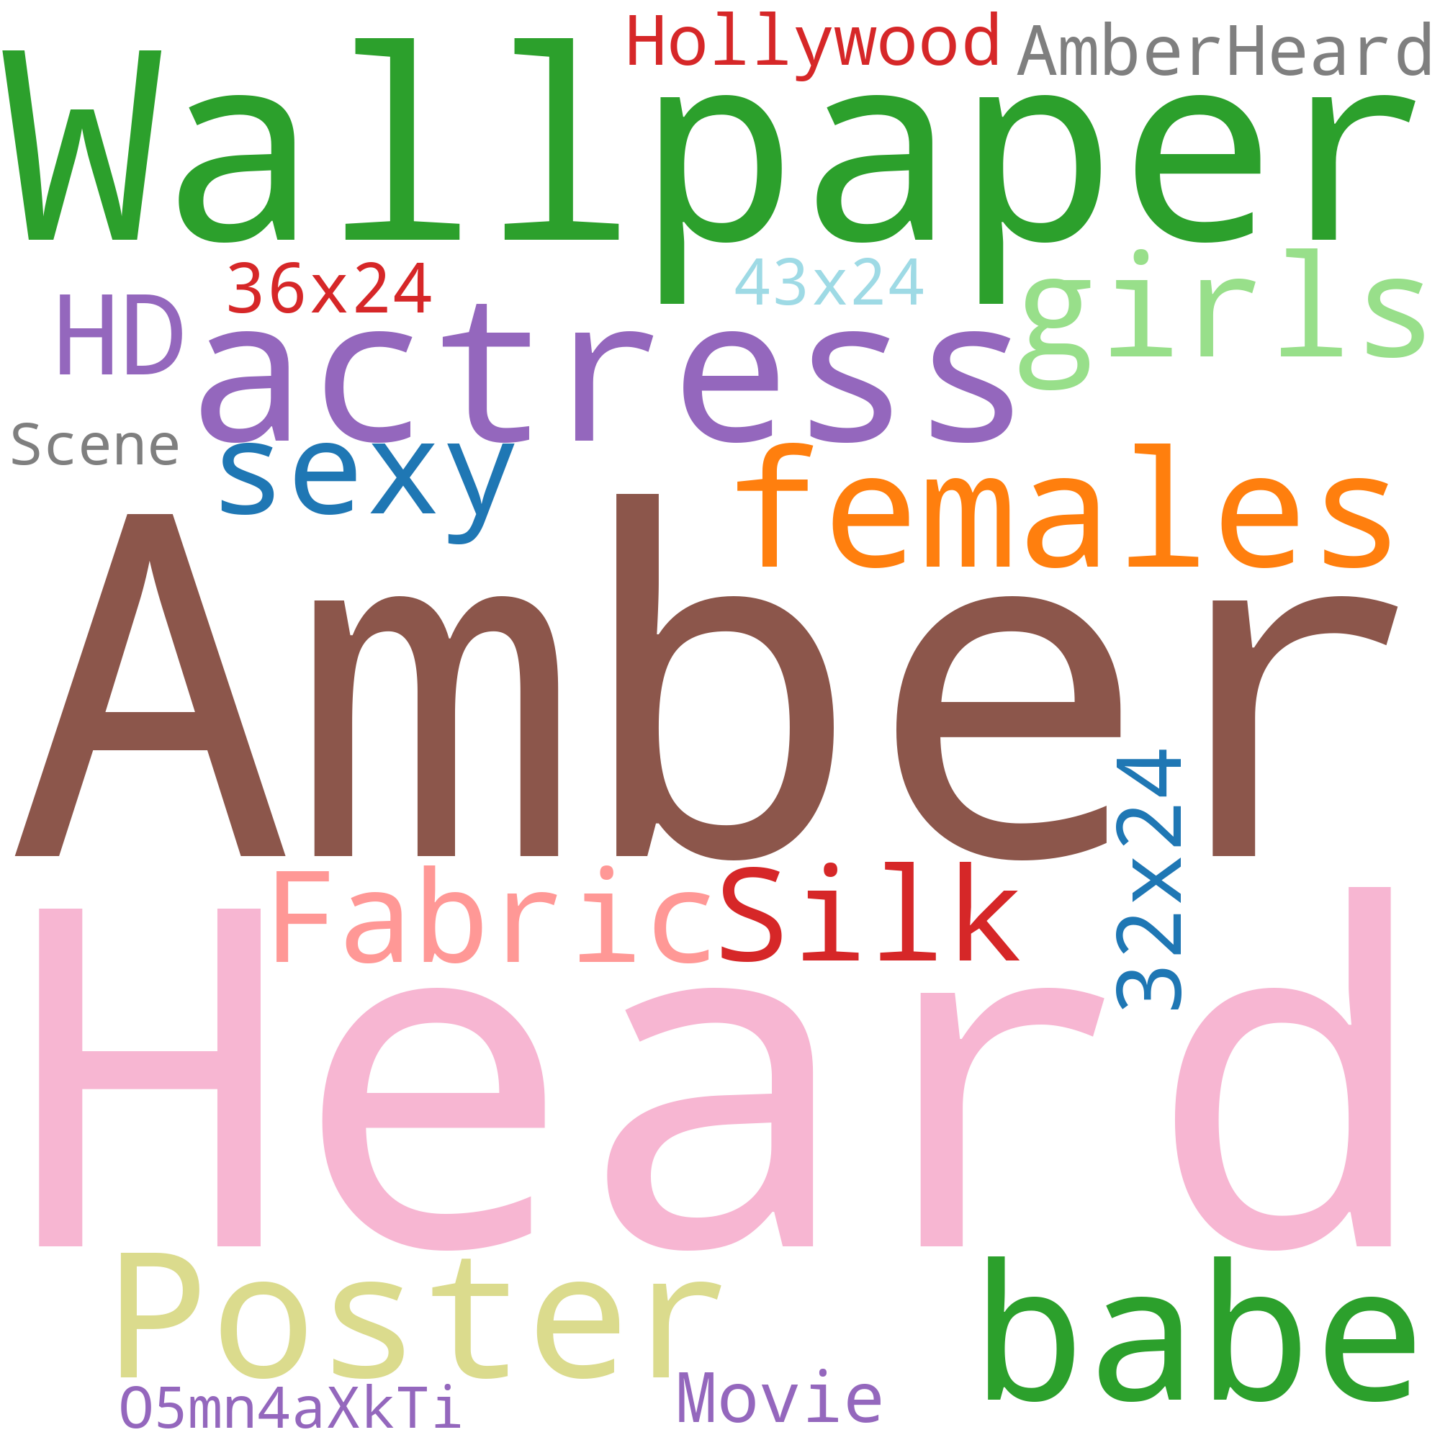 Hollywood
AmberHeard
Wallpaper
36x24
43x24
girls
HD
actress
Scene
sexy
females
Amber
32x24
Fabric
Silk
Heard
Poster
babe
O5mn4aXkTi
Movie